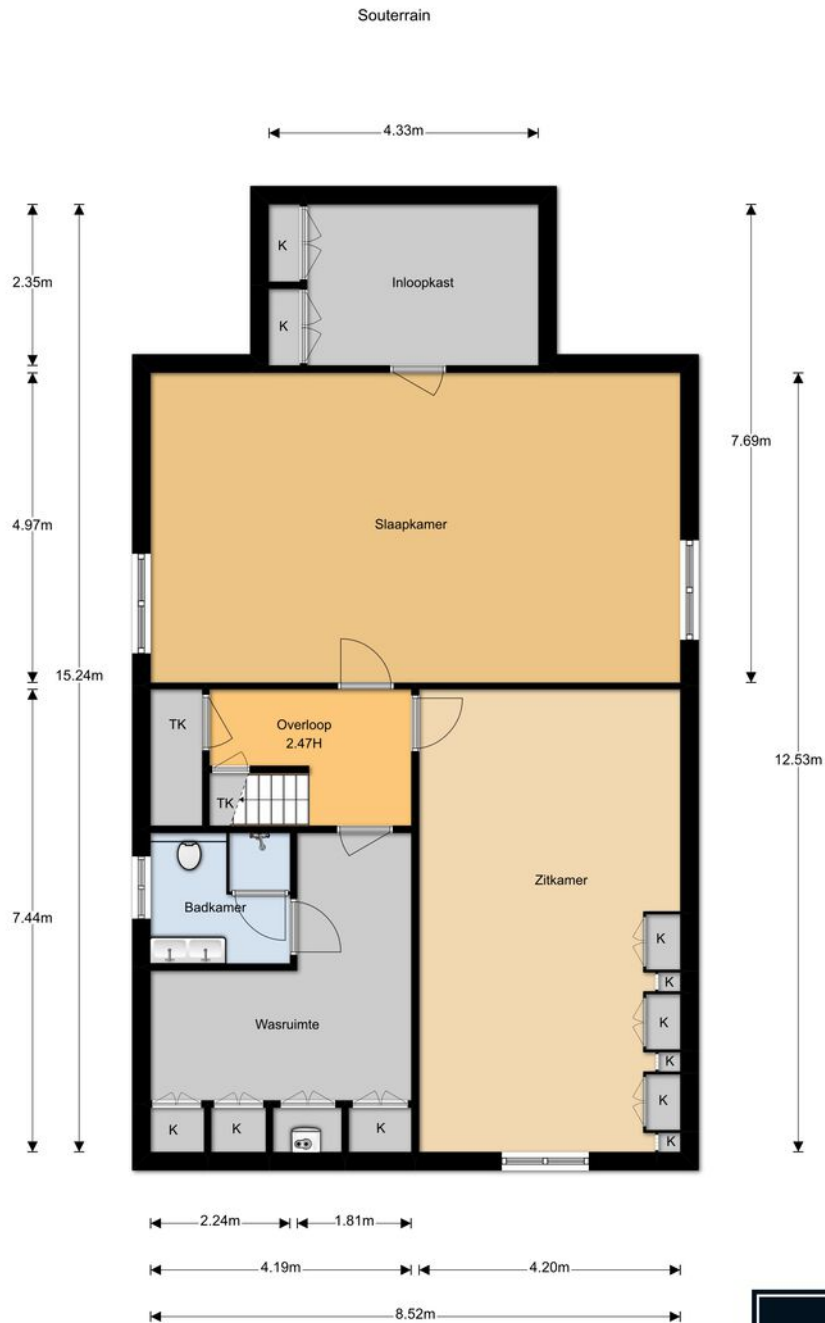 Souterrain
4.33m
2.35m
K
Inloopkast
K
7.69m
4.97m
Slaapkamer
15.24m
TK
Overloop
2.47H
12.53m
TK
Zitkamer
Badkamer
7.44m
K
K
Wasruimte
K
K
K
K
K
K
K
2.24m
1.81m
4.19m
4.20m
8.52m